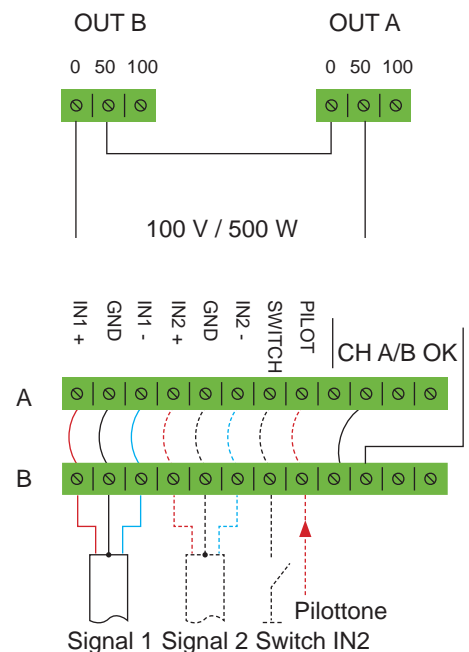 OUT B OUT A
0 50 100 0 50 100
100 V / 500 W
IN1 + GND IN1 - IN2 + GND IN2 - SWITCH PILOT CH A/B OK
A
B
Pilottone
Signal 1 Signal 2 Switch IN2